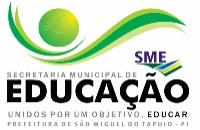 SME
SECRETARIA MUNICIPAL DE
EDUCAÇÃO
UNIDOS POR UM OBJETIVO, EDUCAR
PREFEITURA DE SÃO MIGUEL DO TAPUIO - PI